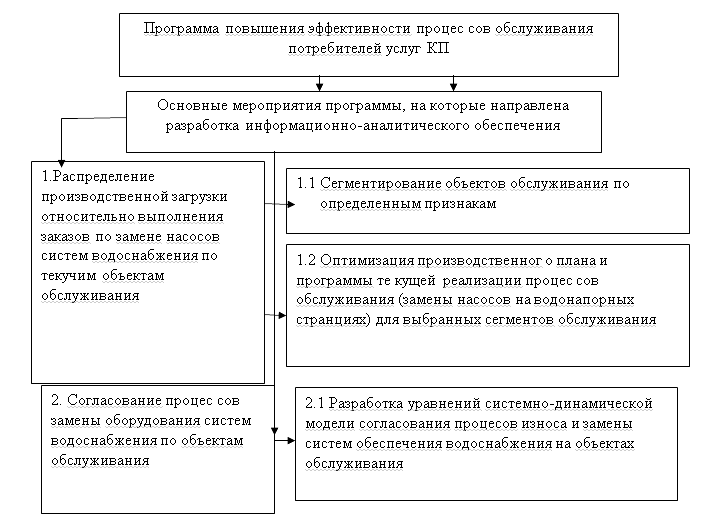 Программа повышения эффективности процес сов обслуживания
потребителей услуг КП
Основные мероприятия программы, на которые направлена
разработка информационно-аналитического обеспечения
1.Распределение
производственной загрузки
относительно выполнения
заказов по замене насосов
систем водоснабжения по
текучим объектам
обслуживания
1.1 Сегментирование объектов обслуживания по
определенным признакам
1.2 Оптимизация производственног о плана и
программы те кущей реализации процес сов
обслуживания (замены насосов на водонапорных
странциях) для выбранных сегментов обслуживания
2. Согласование процес сов
замены оборудования систем
водоснабжения по объектам
обслуживания
2.1 Разработка уравнений системно-динамической
модели согласования процесов износа и замены
систем обеспечения водоснабжения на объектах
обслуживания